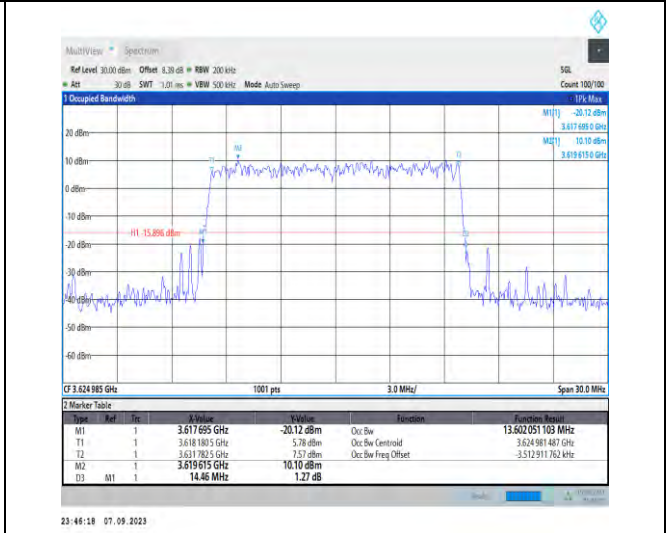 MultiView Spectrum
Ref Level 30.00 dBm Offset 8.39 dB RBW 200 kHz SGL
Att 30 dB SWT 1.01 ms VBW 500 kHz Mode Auto Sweep Count 100/100
1 Occupied Bandwidth 1Pk Max
M1[1] -20.12 dBm
3.617 695 0 GHz
M2[1] 10.10 dBm
3.619 615 0 GHz
20 dBm
10 dBm
0 dBm
-10 dBm
H1 -15.896 dBm
-20 dBm
-30 dBm
-40 dBm
-50 dBm
-60 dBm
CF 3.624 985 GHz 1001 pts 3.0 MHz/ Span 30.0 MHz
2 Marker Table
Type Ref Trc X-Value Y-Value Function Function Result
M1 1 3.617 695 GHz -20.12 dBm Occ Bw 13.602 051 103 MHz
T1 1 3.618 180 5 GHz 5.78 dBm Occ Bw Centroid 3.624 981 487 GHz
T2 1 3.631 782 5 GHz 7.57 dBm Occ Bw Freq Offset -3.512 911 762 kHz
M2 1 3.619 615 GHz 10.10 dBm
D3 M1 1 14.46 MHz 1.27 dB
23:46:18 07.09.2023